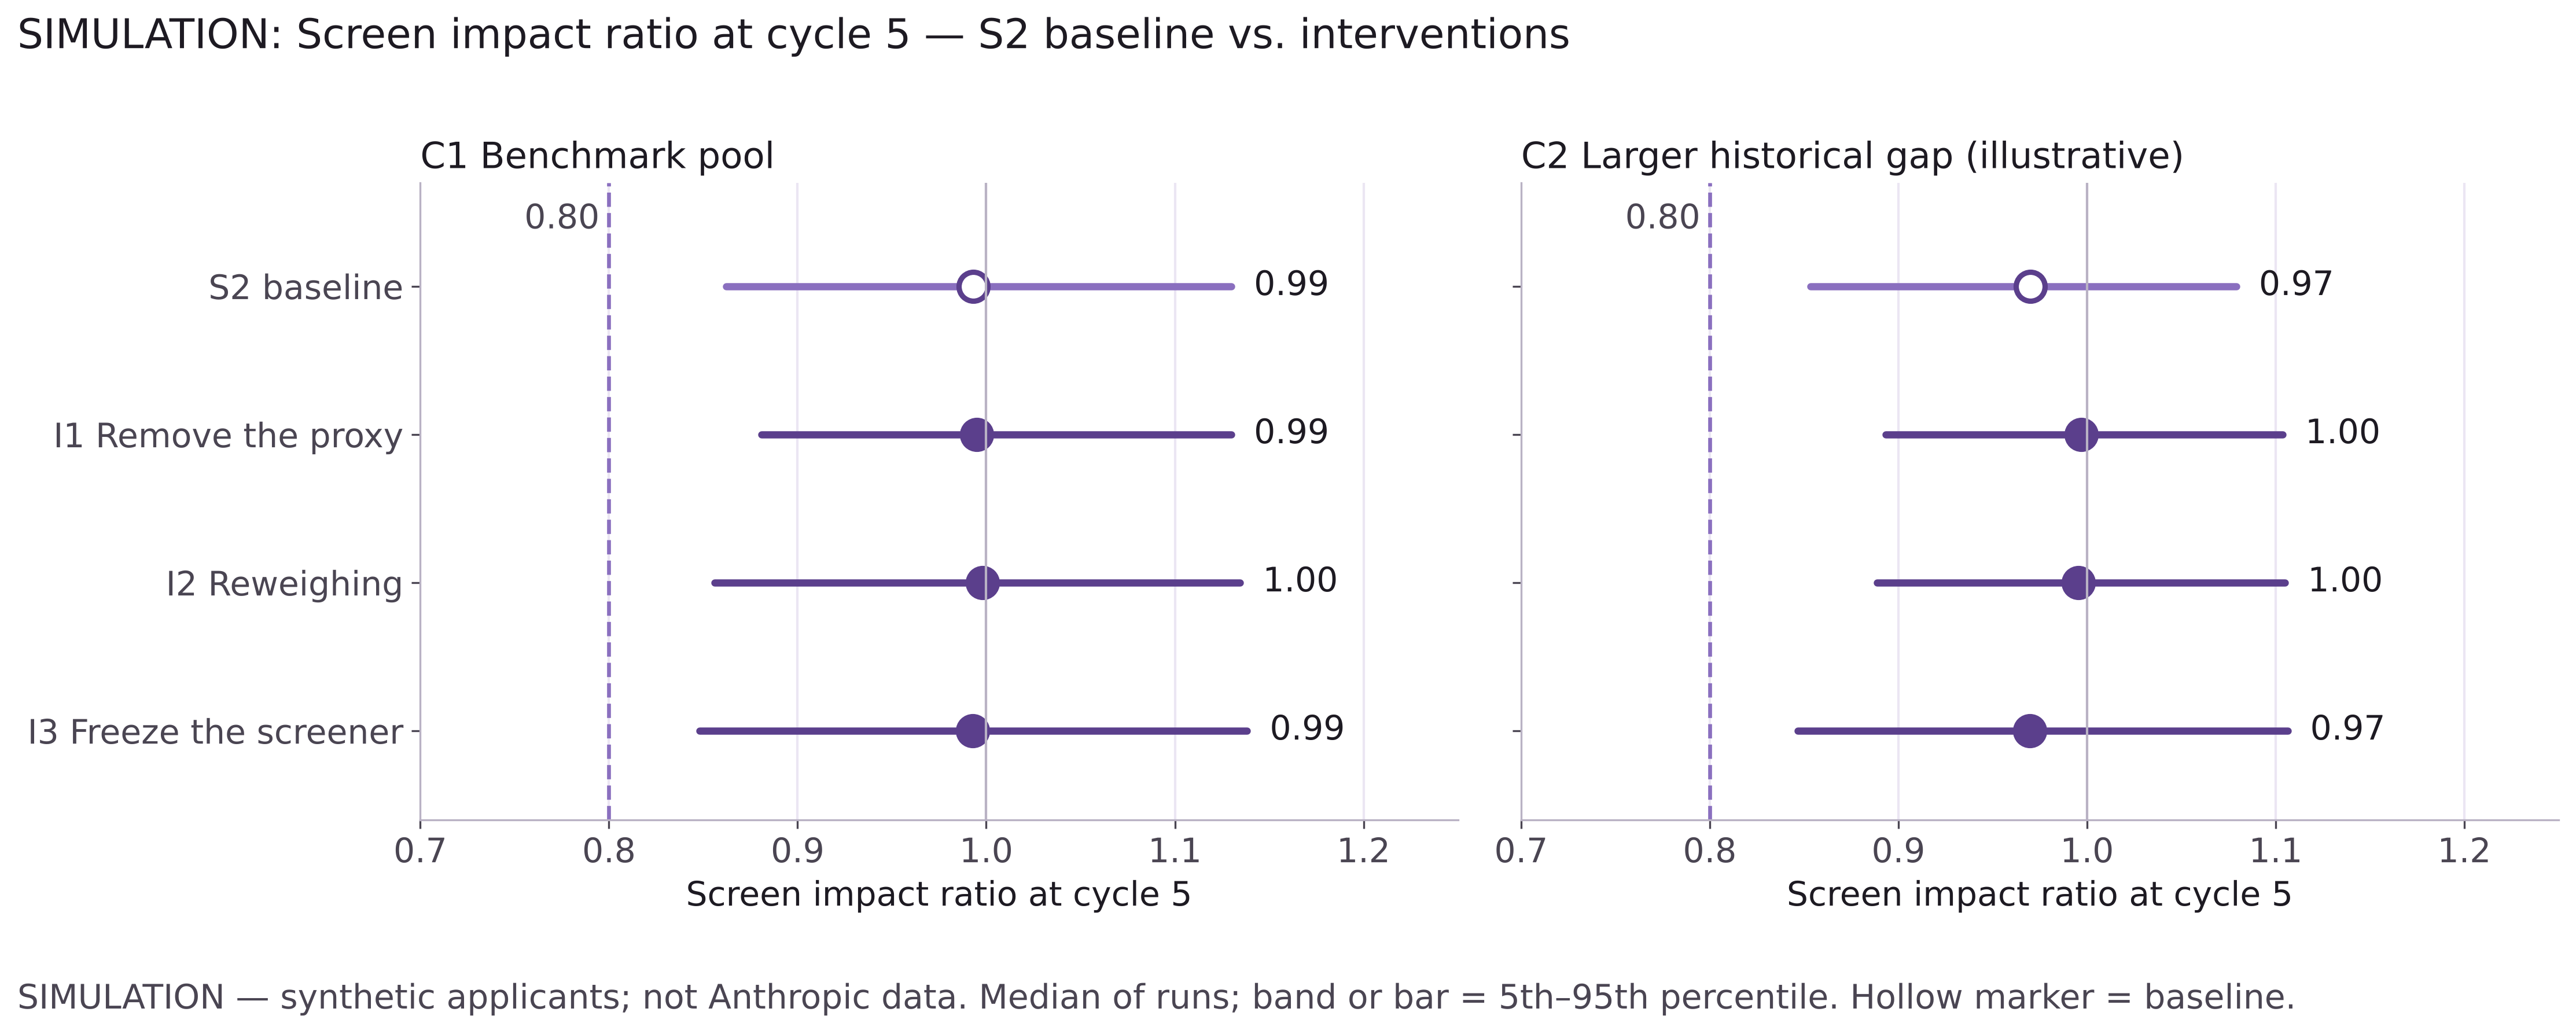 SIMULATION: Screen impact ratio at cycle 5 — S2 baseline vs. interventions
C1 Benchmark pool
0.80
S2 baseline
0.99
I1 Remove the proxy
0.99
I2 Reweighing
1.00
I3 Freeze the screener
0.99
0.7 0.8 0.9 1.0 1.1 1.2
Screen impact ratio at cycle 5
C2 Larger historical gap (illustrative)
0.80
0.97
1.00
1.00
0.97
0.7 0.8 0.9 1.0 1.1 1.2
Screen impact ratio at cycle 5
SIMULATION — synthetic applicants; not Anthropic data. Median of runs; band or bar = 5th–95th percentile. Hollow marker = baseline.